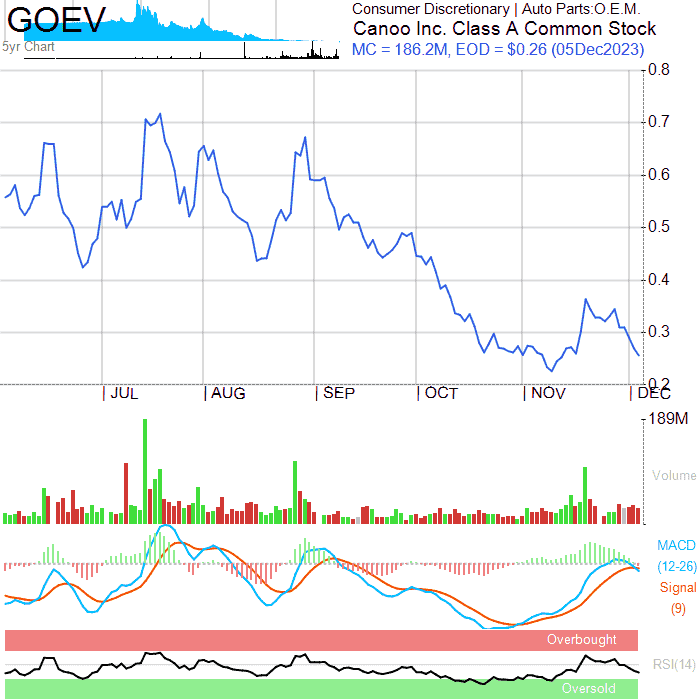 GOEV
5yr Chart
Consumer Discretionary | Auto Parts:O.E.M.
Canoo Inc. Class A Common Stock
MC = 186.2M, EOD = $0.26 (05Dec2023)
0.8
0.7
0.6
0.5
0.4
0.3
0.2
JUL AUG SEP OCT NOV DEC
189M
Volume
MACD
(12-26)
Signal
(9)
Overbought
RSI(14)
Oversold